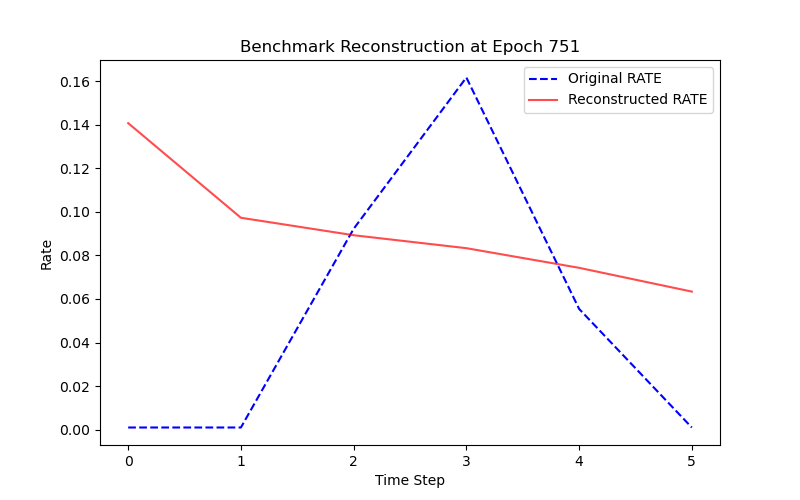 Benchmark Reconstruction at Epoch 751
Original RATE
Reconstructed RATE
0.16
0.14
0.12
0.10
0.08
0.06
0.04
0.02
0.00
Rate
0 1 2 3 4 5
Time Step